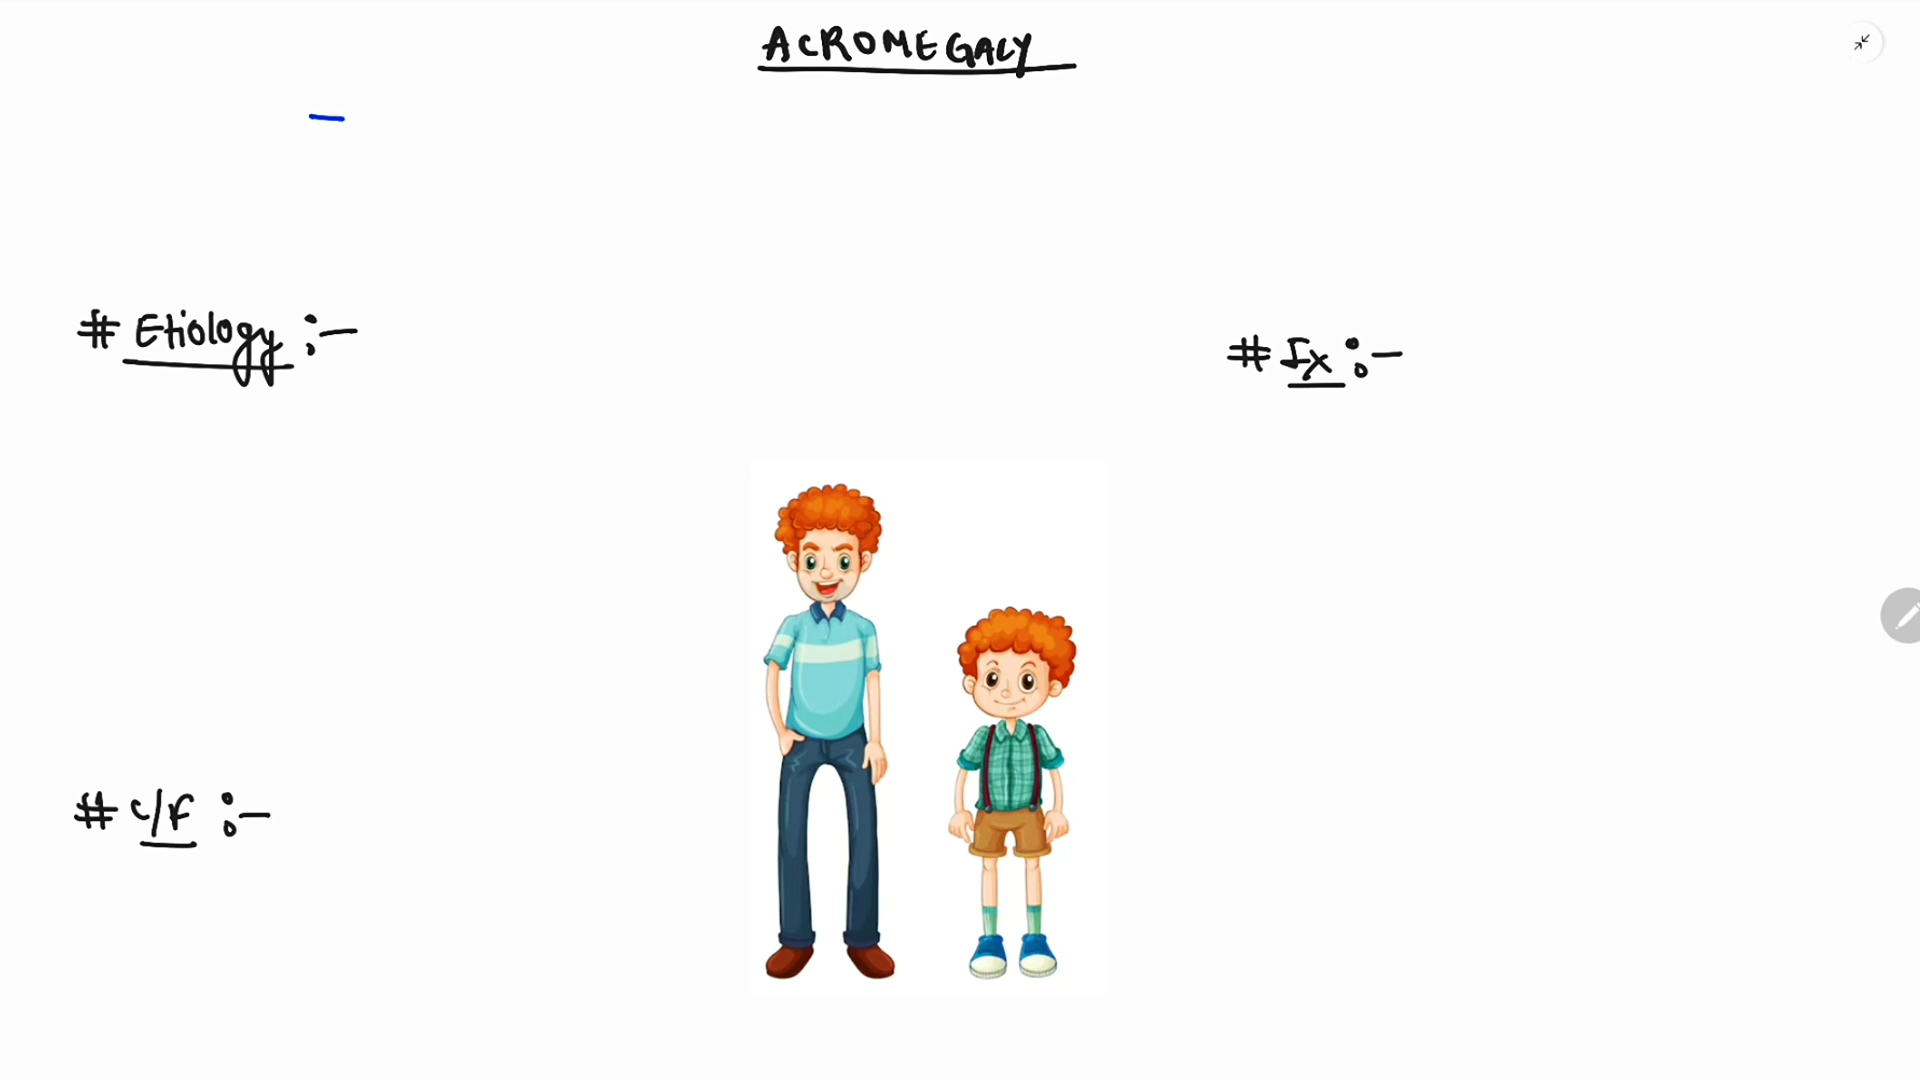 ACROMEGALY
# Etiology :-
# Ix :-
# C/F :-